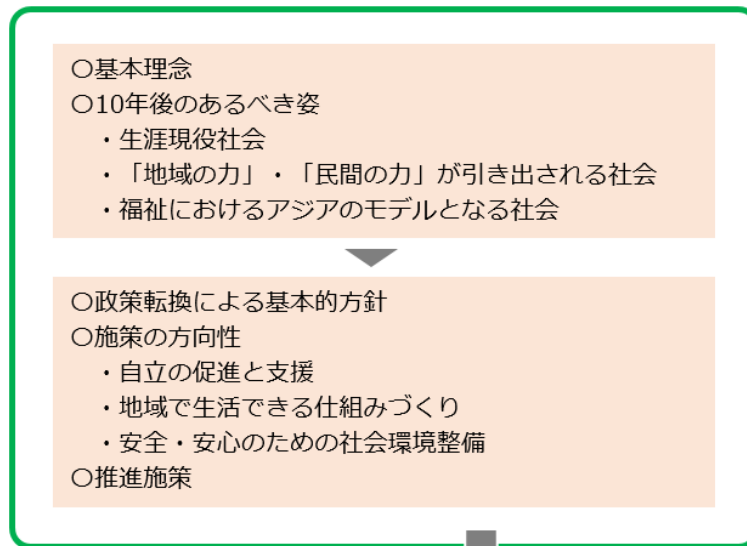 〇基本理念
〇10年後のあるべき姿
・生涯現役社会
・「地域の力」・「民間の力」が引き出される社会
・福祉におけるアジアのモデルとなる社会
〇政策転換による基本的方針
〇施策の方向性
・自立の促進と支援
・地域で生活できる仕組みづくり
・安全・安心のための社会環境整備
〇推進施策